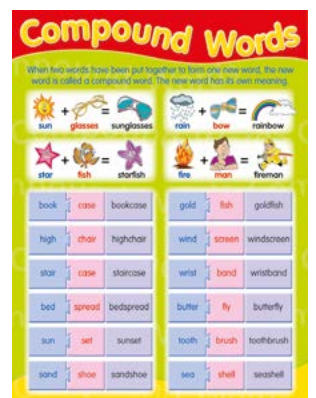 Compound Words
When two words have been put together to form one new word, the new
word is called a compound word. The new word has its own meaning.
sun + glasses = sunglasses
rain + bow = rainbow
star + fish = starfish
fire + man = fireman
book case bookcase
gold fish goldfish
high chair highchair
wind screen windscreen
stair case staircase
wrist band wristband
bed spread bedspread
butter fly butterfly
sun set sunset
tooth brush toothbrush
sand shoe sandshoe
sea shell seashell